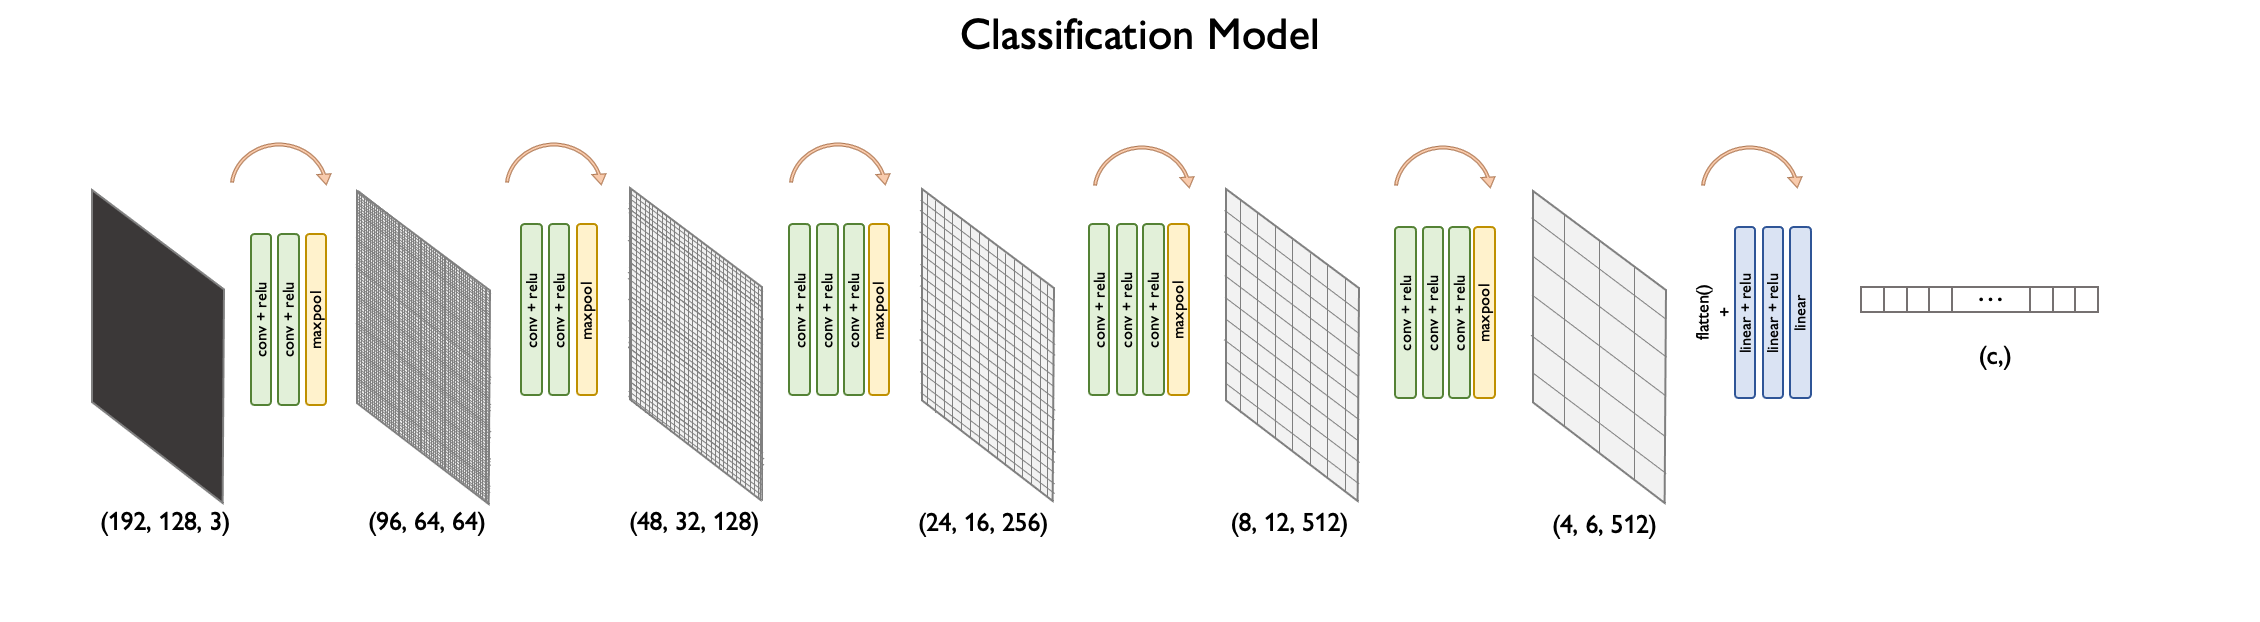 Classification Model
conv + relu
conv + relu
maxpool
conv + relu
conv + relu
maxpool
conv + relu
conv + relu
conv + relu
maxpool
conv + relu
conv + relu
conv + relu
maxpool
conv + relu
conv + relu
conv + relu
maxpool
flatten()
+
linear + relu
linear + relu
linear
...
(c,)
(192, 128, 3)
(96, 64, 64)
(48, 32, 128)
(24, 16, 256)
(8, 12, 512)
(4, 6, 512)